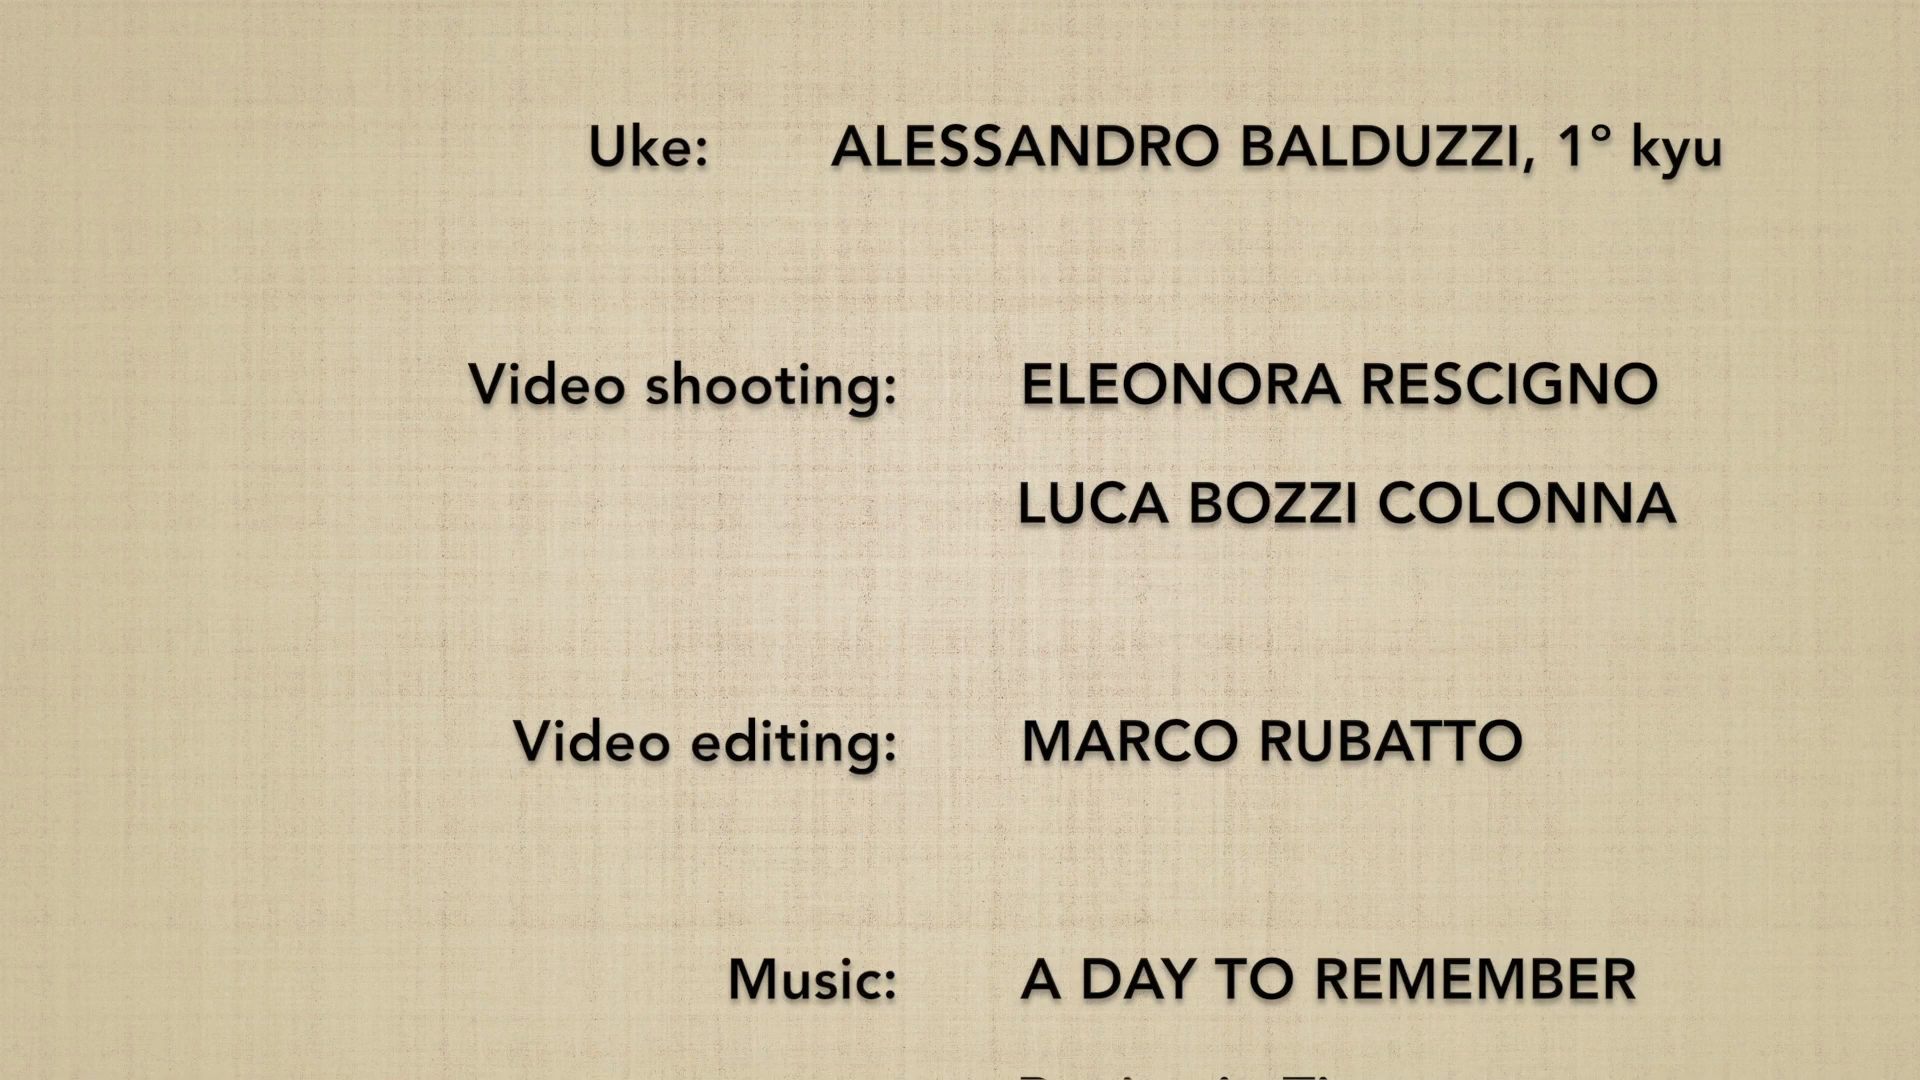 Uke: ALESSANDRO BALDUZZI, 1° kyu
Video shooting: ELEONORA RESCIGNO
LUCA BOZZI COLONNA
Video editing: MARCO RUBATTO
Music: A DAY TO REMEMBER